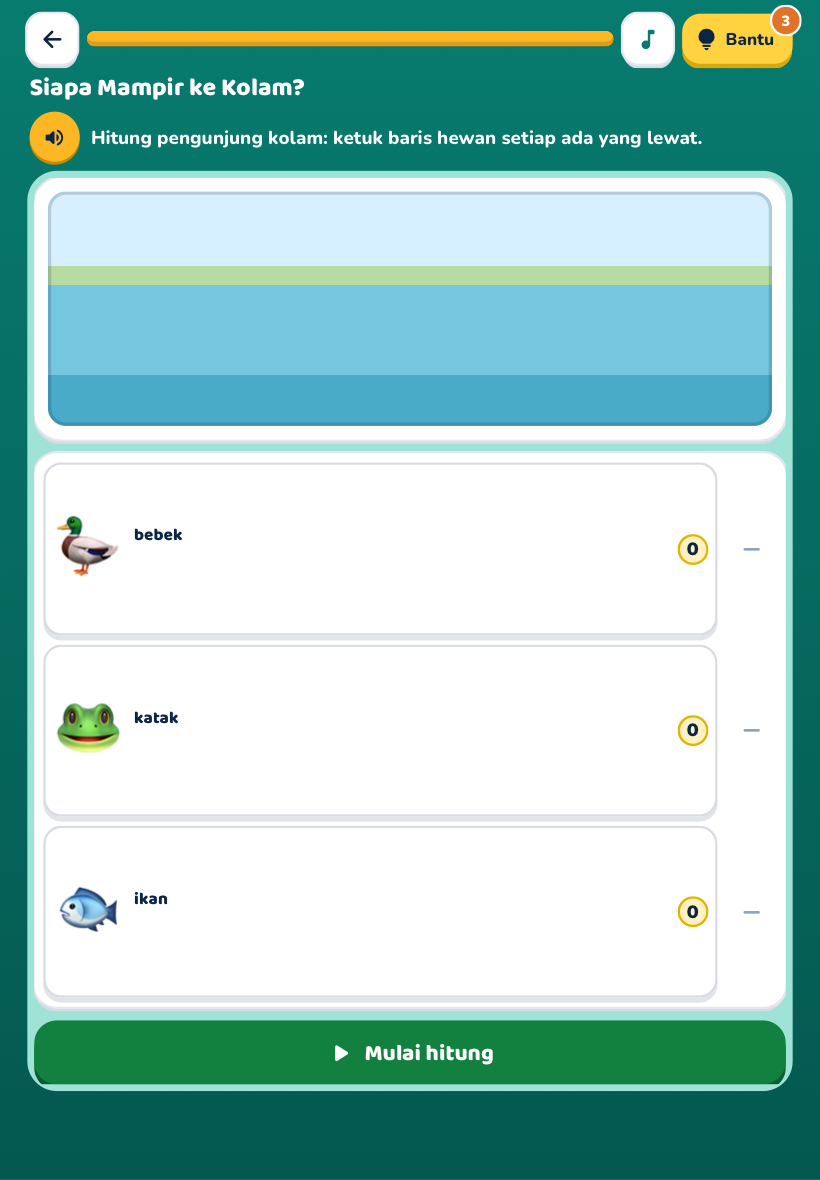 3
Bantu
Siapa Mampir ke Kolam?
Hitung pengunjung kolam: ketuk baris hewan setiap ada yang lewat.
bebek
0
katak
0
ikan
0
Mulai hitung